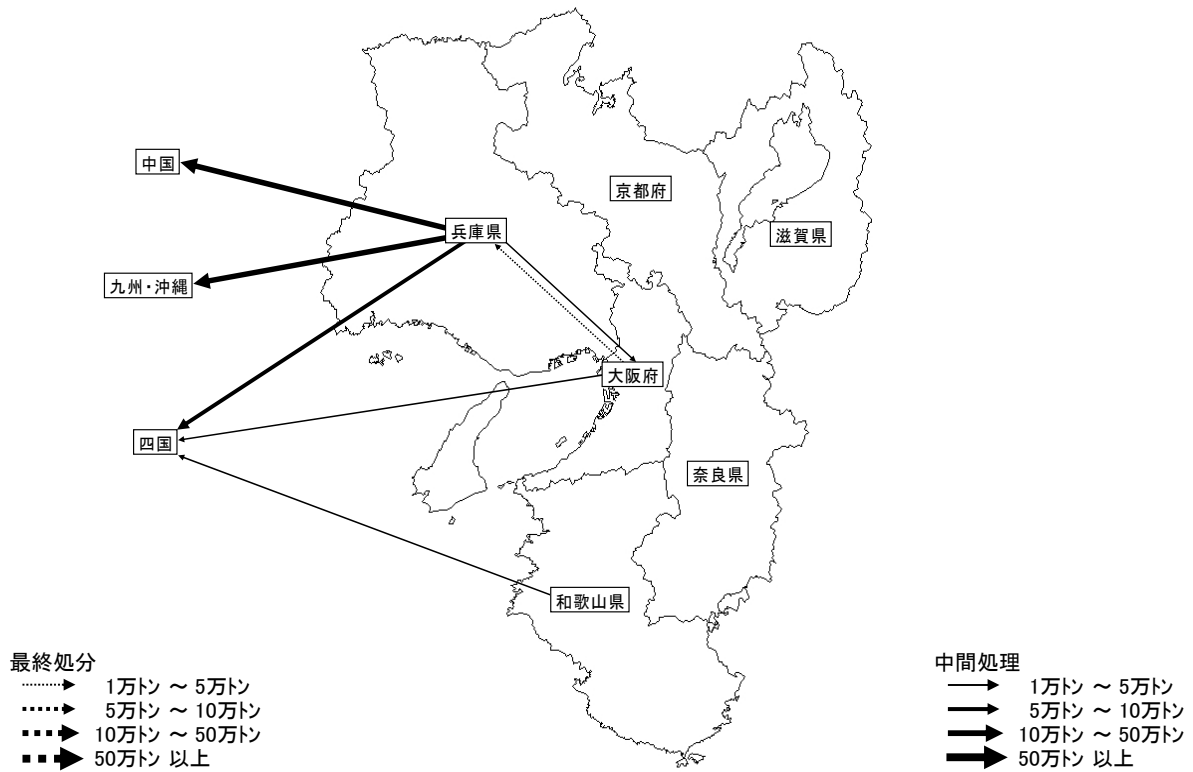 中国
京都府
兵庫県
滋賀県
九州・沖縄
大阪府
四国
奈良県
和歌山県
最終処分
1万トン ～ 5万トン
5万トン ～ 10万トン
10万トン ～ 50万トン
50万トン 以上
中間処理
1万トン ～ 5万トン
5万トン ～ 10万トン
10万トン ～ 50万トン
50万トン 以上